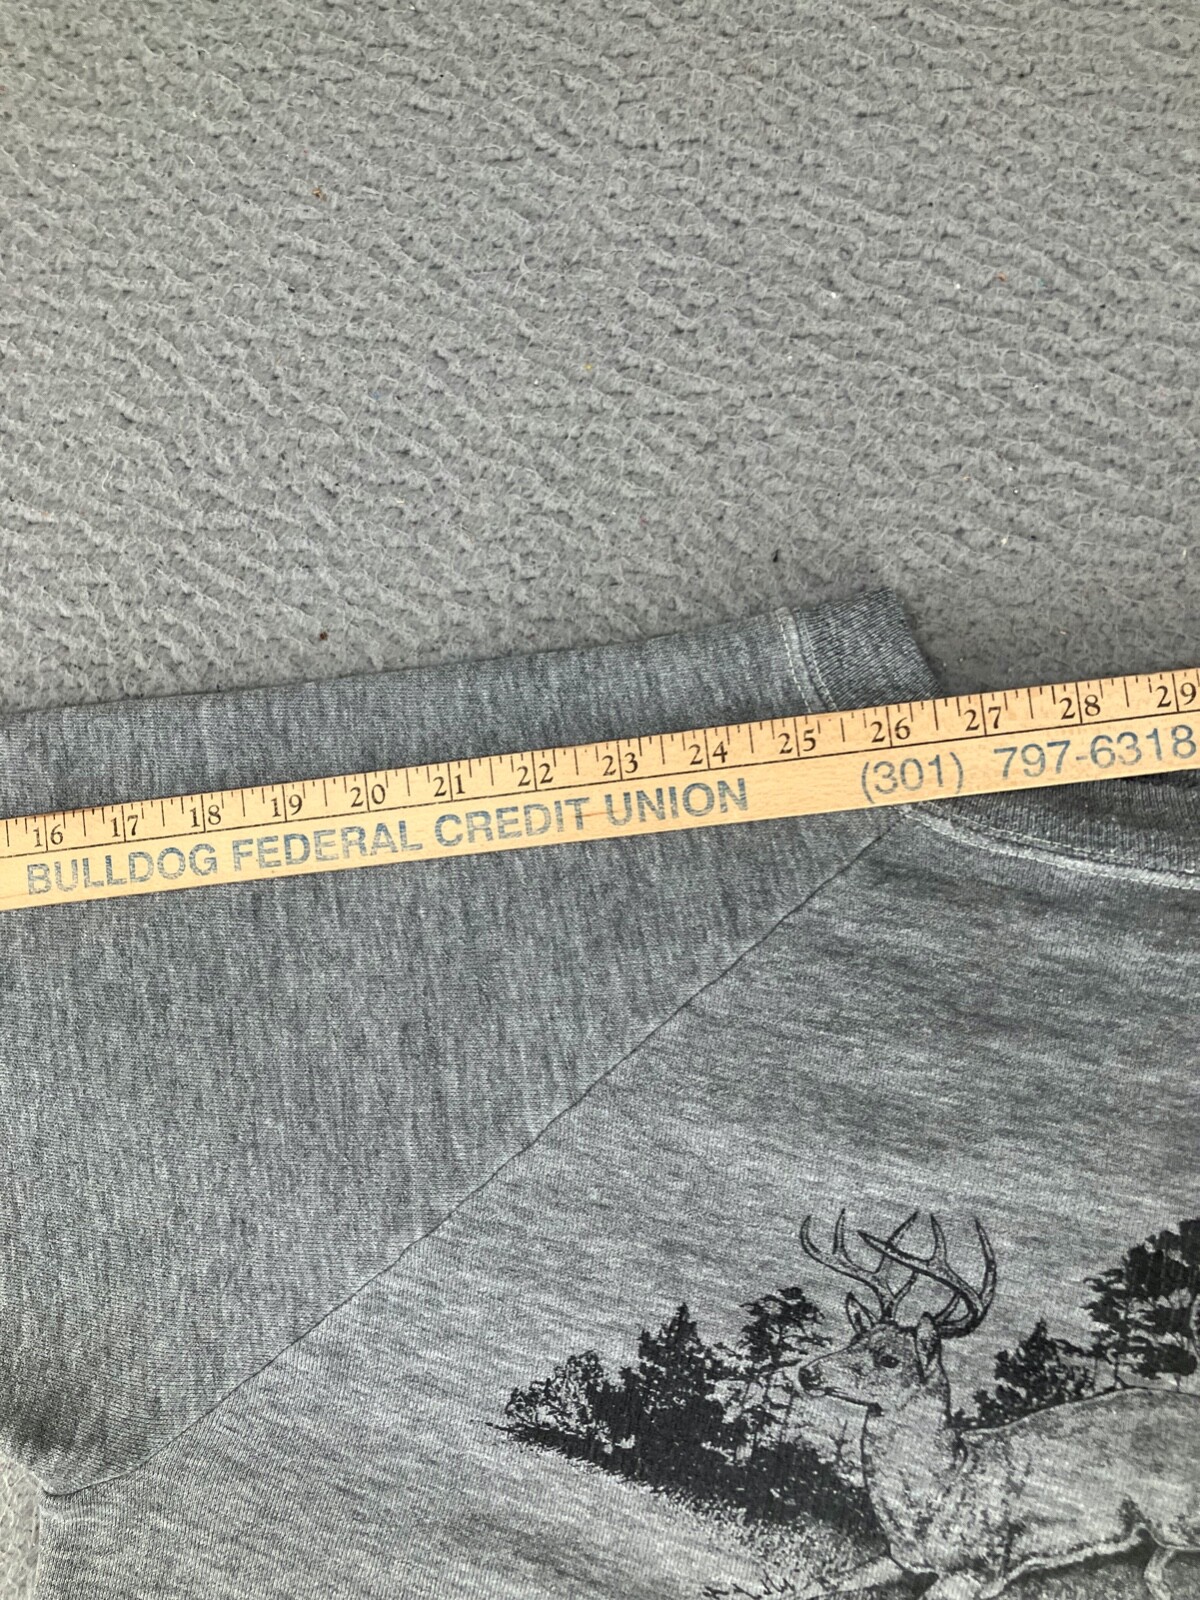 16 17 18 19 20 21 22 23 24 25 26 27 28 29
BULLDOG FEDERAL CREDIT UNION (301) 797-6318